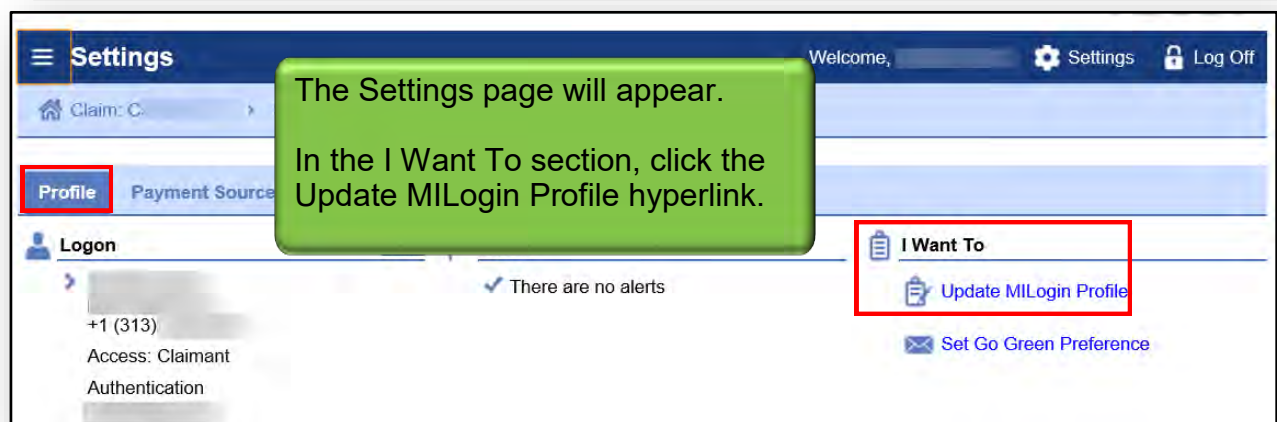 Settings
Welcome,
Settings
Log Off
Claim: C
The Settings page will appear.
In the I Want To section, click the
Update MILogin Profile hyperlink.
Profile
Payment Source
Logon
There are no alerts
I Want To
Update MILogin Profile
Set Go Green Preference
+1 (313)
Access: Claimant
Authentication